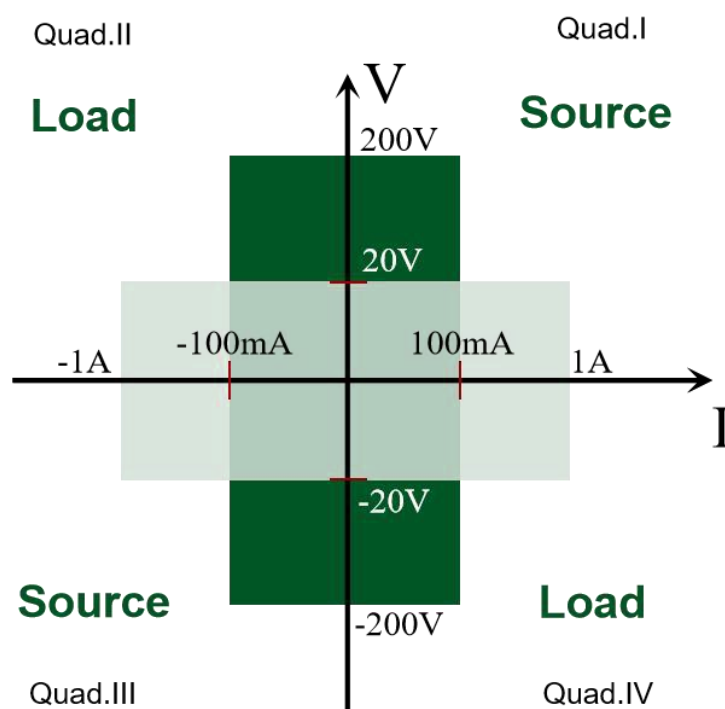 Quad.II
Quad.I
Load
Source
V
200V
20V
-1A
-100mA
100mA
1A
I
-20V
Source
Load
-200V
Quad.III
Quad.IV